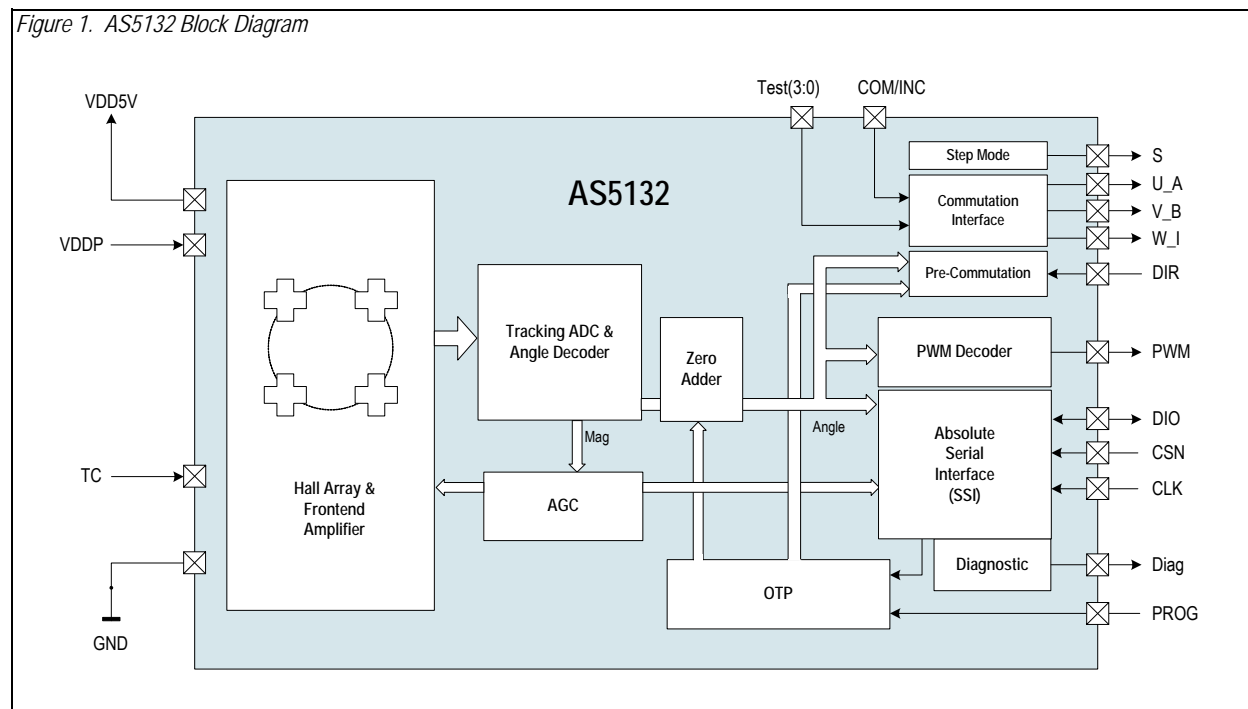 Figure 1. AS5132 Block Diagram
Test(3:0)
COM/INC
VDD5V
VDDP
TC
GND
AS5132
Hall Array &
Frontend
Amplifier
Tracking ADC &
Angle Decoder
Mag
AGC
Zero
Adder
Angle
OTP
Step Mode
Commutation
Interface
Pre-Commutation
PWM Decoder
Absolute
Serial
Interface
(SSI)
Diagnostic
S
U_A
V_B
W_I
DIR
PWM
DIO
CSN
CLK
Diag
PROG